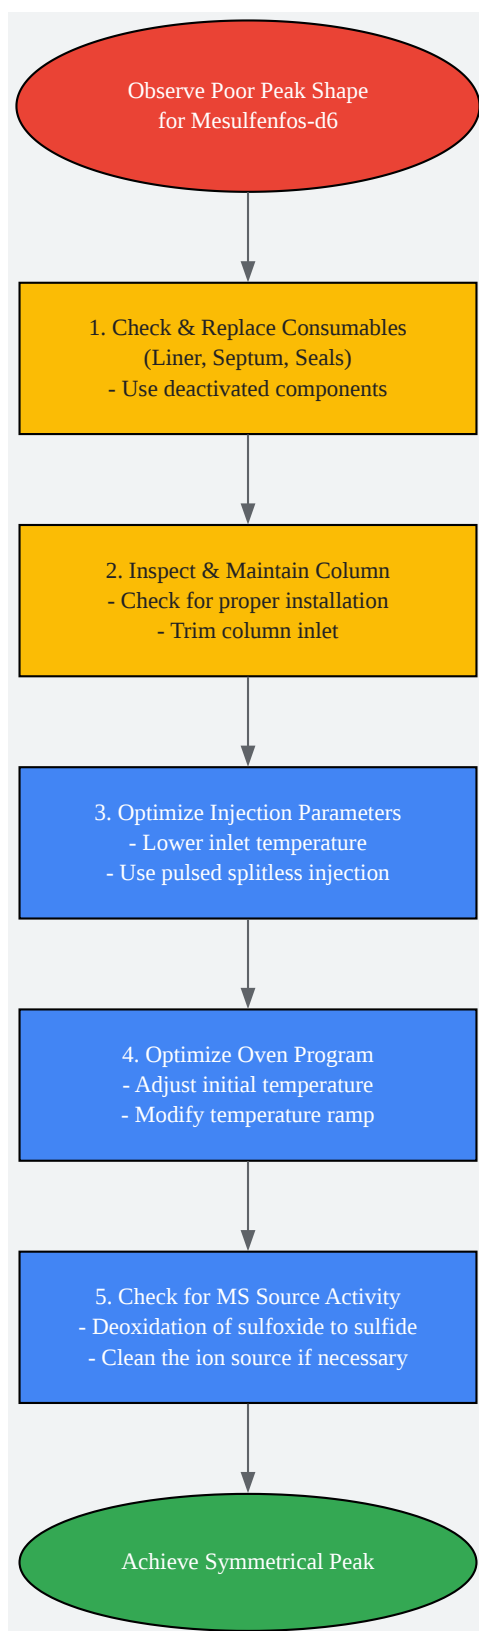 Observe Poor Peak Shape
for Mesulfenfos-d6
1. Check & Replace Consumables
(Liner, Septum, Seals)
- Use deactivated components
2. Inspect & Maintain Column
- Check for proper installation
- Trim column inlet
3. Optimize Injection Parameters
- Lower inlet temperature
- Use pulsed splitless injection
4. Optimize Oven Program
- Adjust initial temperature
- Modify temperature ramp
5. Check for MS Source Activity
- Deoxidation of sulfoxide to sulfide
- Clean the ion source if necessary
Achieve Symmetrical Peak